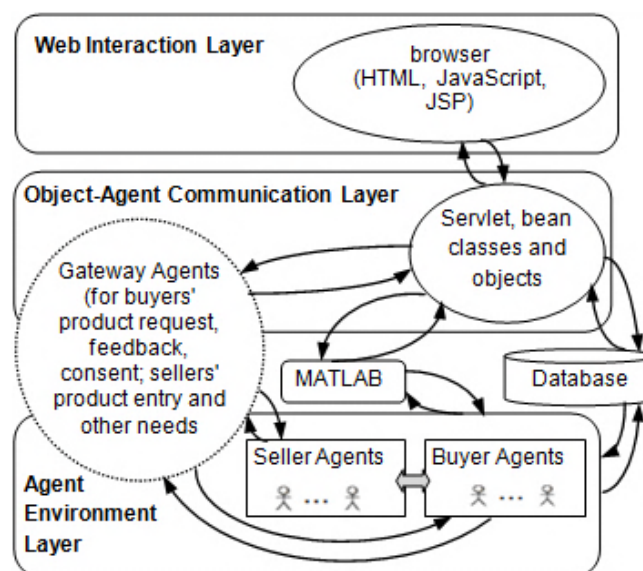 Web Interaction Layer
browser
(HTML, JavaScript,
JSP)
Object-Agent Communication Layer
Servlet, bean
classes and
objects
Gateway Agents
(for buyers'
product request,
feedback,
consent; sellers'
product entry and
other needs
MATLAB
Database
Seller Agents
...
Buyer Agents
...
Agent
Environment
Layer